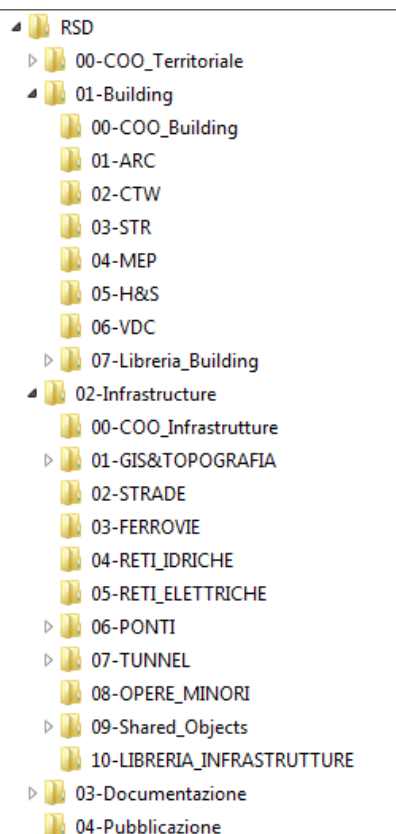 RSD
00-COO_Territoriale
01-Building
00-COO_Building
01-ARC
02-CTW
03-STR
04-MEP
05-H&S
06-VDC
07-Libreria_Building
02-Infrastructure
00-COO_Infrastrutture
01-GIS&TOPOGRAFIA
02-STRADE
03-FERROVIE
04-RETI_IDRICHE
05-RETI_ELETTRICHE
06-PONTI
07-TUNNEL
08-OPERE_MINORI
09-Shared_Objects
10-LIBRERIA_INFRASTRUTTURE
03-Documentazione
04-Pubblicazione